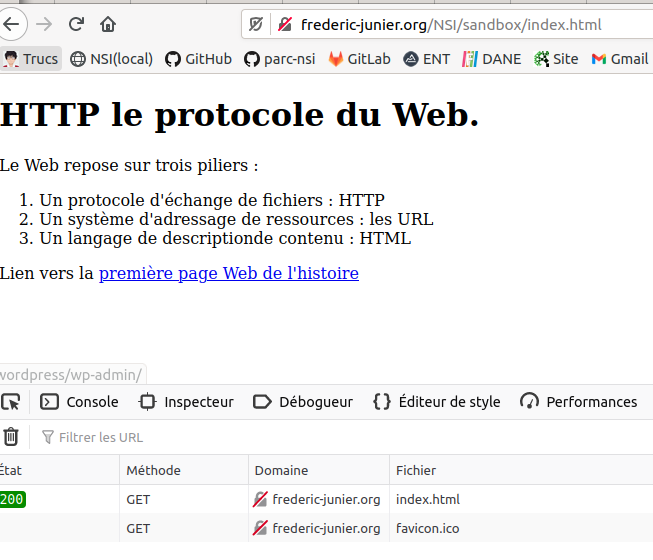 frederic-junier.org/NSI/sandbox/index.html
Trucs NSI(local) GitHub parc-nsi GitLab ENT DANE Site Gmail
HTTP le protocole du Web.
Le Web repose sur trois piliers :
1. Un protocole d'échange de fichiers : HTTP
2. Un système d'adressage de ressources : les URL
3. Un langage de descriptionde contenu : HTML
Lien vers la première page Web de l'histoire
wordpress/wp-admin/
Console Inspecteur Débogueur Éditeur de style Performances
Filtrer les URL
État Méthode Domaine Fichier
200 GET frederic-junier.org index.html
GET frederic-junier.org favicon.ico